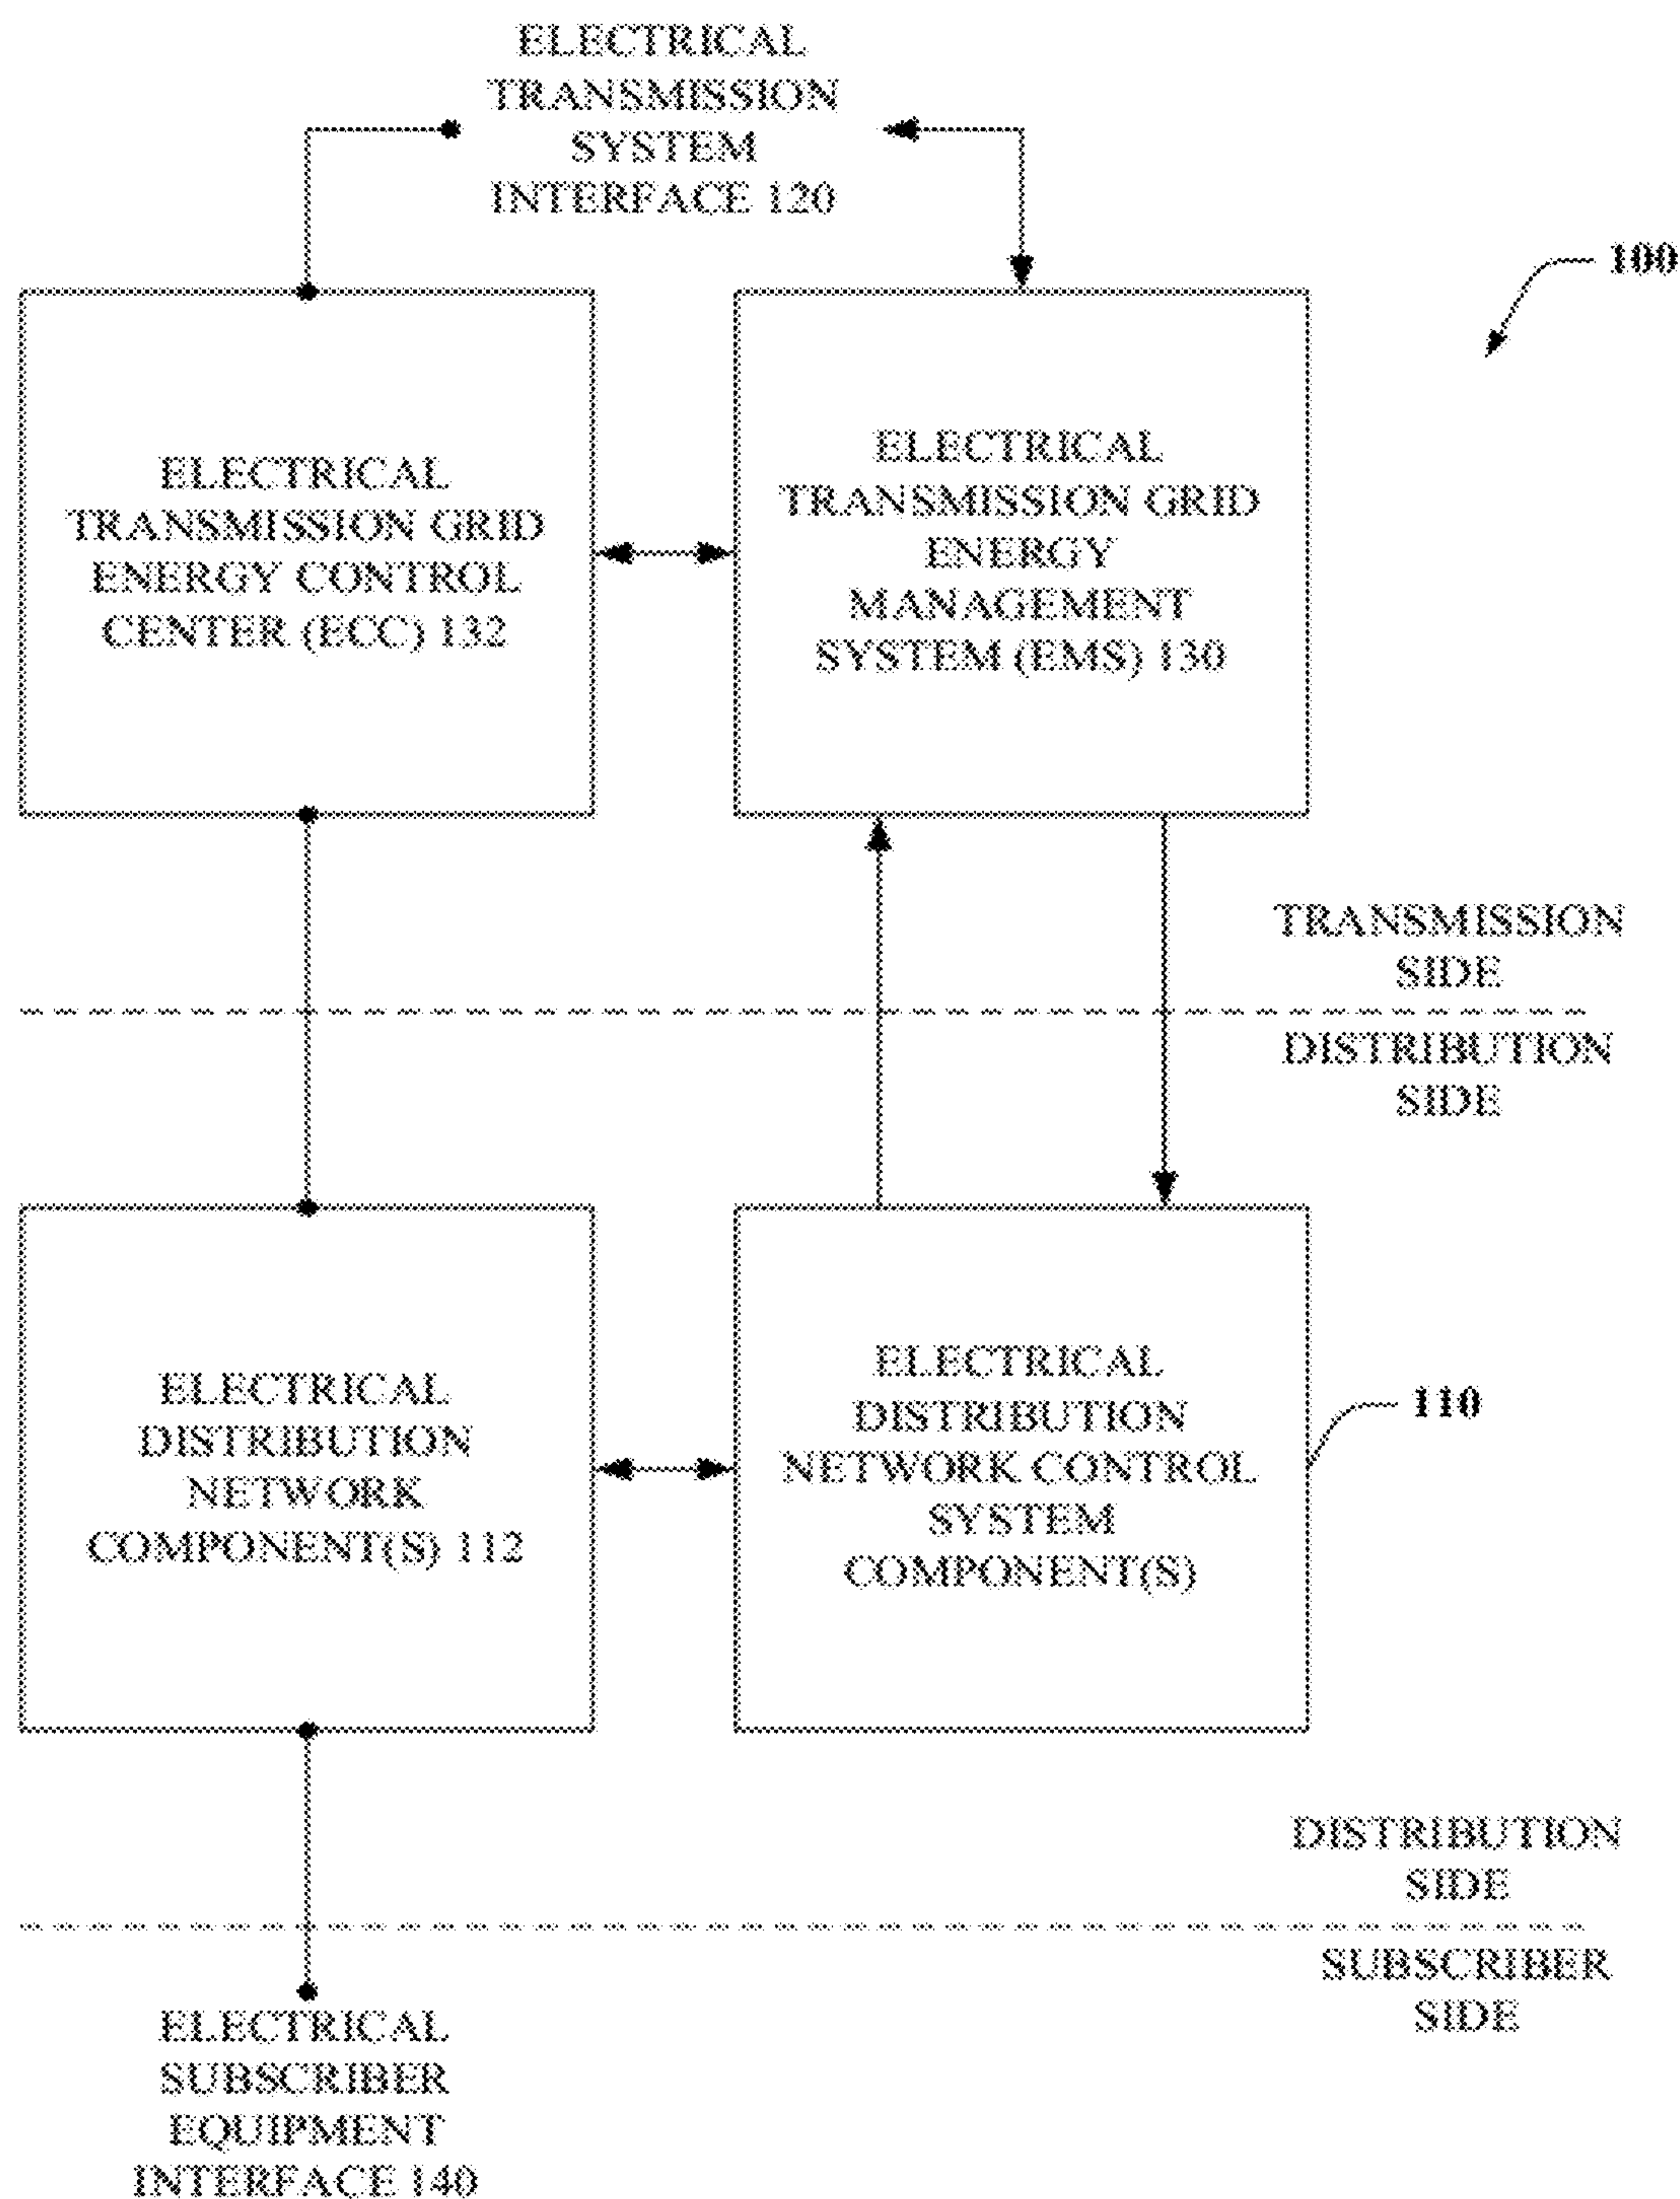 ELECTRICAL
TRANSMISSION
SYSTEM
INTERFACE 120
100
ELECTRICAL
TRANSMISSION GRID
ENERGY CONTROL
CENTER (ECC) 132
ELECTRICAL
TRANSMISSION GRID
ENERGY
MANAGEMENT
SYSTEM (EMS) 130
TRANSMISSION
SIDE
DISTRIBUTION
SIDE
ELECTRICAL
DISTRIBUTION
NETWORK
COMPONENT(S) 112
ELECTRICAL
DISTRIBUTION
NETWORK CONTROL
SYSTEM
COMPONENT(S)
110
DISTRIBUTION
SIDE
SUBSCRIBER
SIDE
ELECTRICAL
SUBSCRIBER
EQUIPMENT
INTERFACE 140